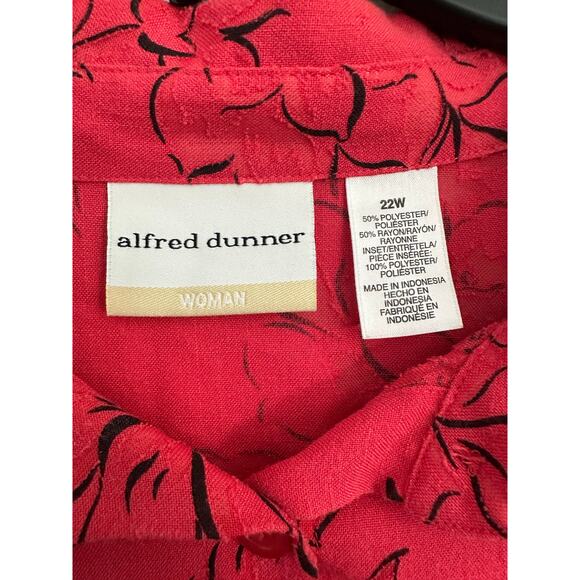 alfred dunner
WOMAN
22W
50% POLYESTER/
POLIÉSTER
50% RAYON/RAYÓN/
RAYONNE
INSET/ENTRETELA/
PIÈCE INSÉRÉE:
100% POLYESTER/
POLIÉSTER
MADE IN INDONESIA
HECHO EN
INDONESIA
FABRIQUÉ EN
INDONÉSIE